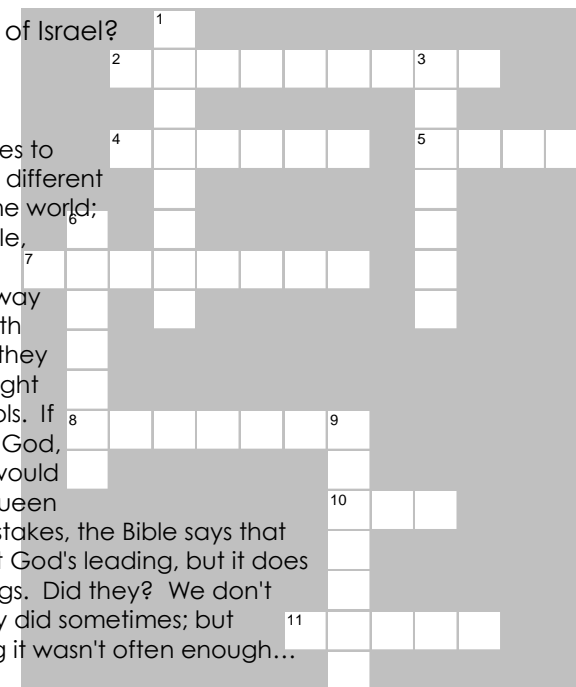 1
of Israel?
2 3
4 5
es to
different
ne world;
6
le,
7
way
th
they
ght
ols. If
8 9
God,
would
ueen
10
stakes, the Bible says that
t God's leading, but it does
gs. Did they? We don't
y did sometimes; but
11
g it wasn't often enough…